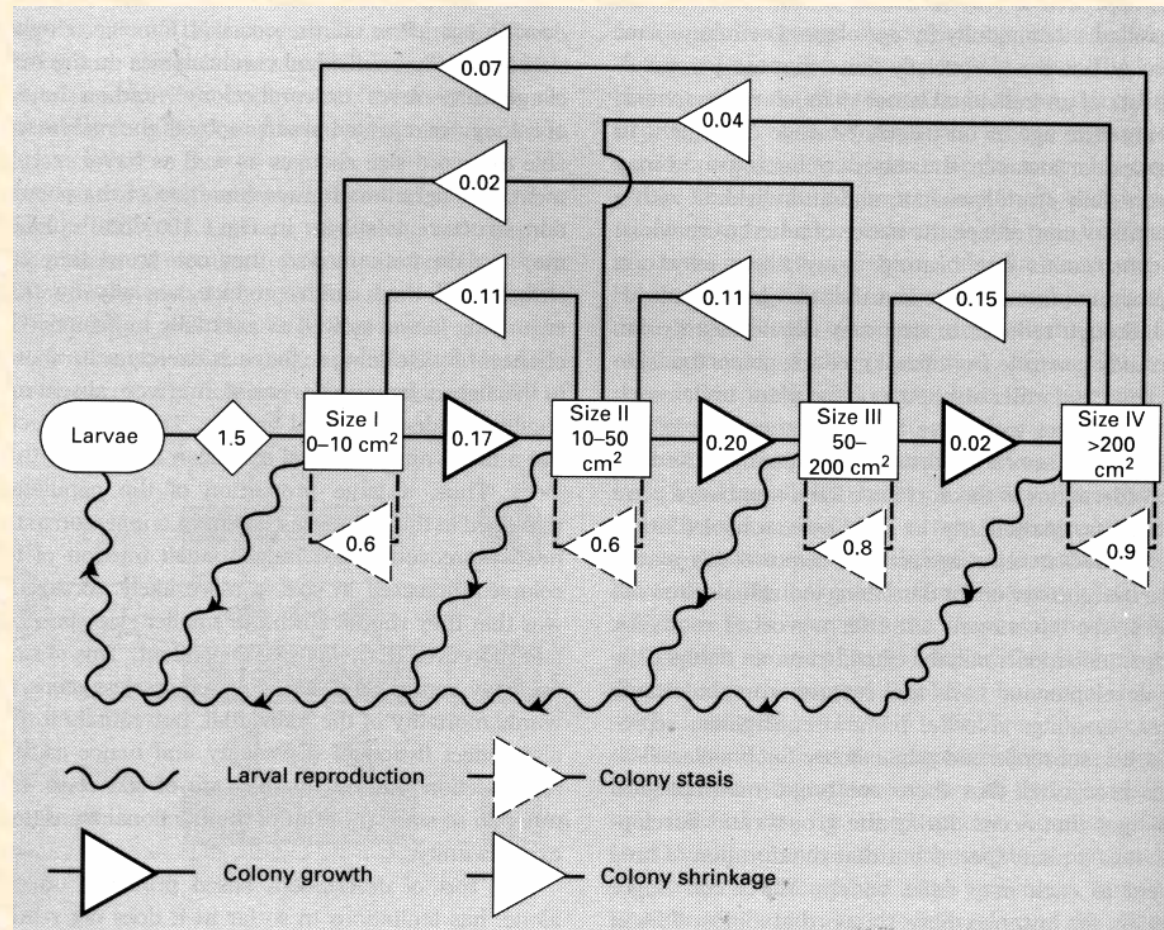 0.07
0.04
0.02
0.11
0.11
0.15
Larvae
1.5
Size I
0–10 cm²
0.17
Size II
10–50
cm²
0.20
Size III
50–
200 cm²
0.02
Size IV
>200
cm²
0.6
0.6
0.8
0.9
Larval reproduction
Colony stasis
Colony growth
Colony shrinkage